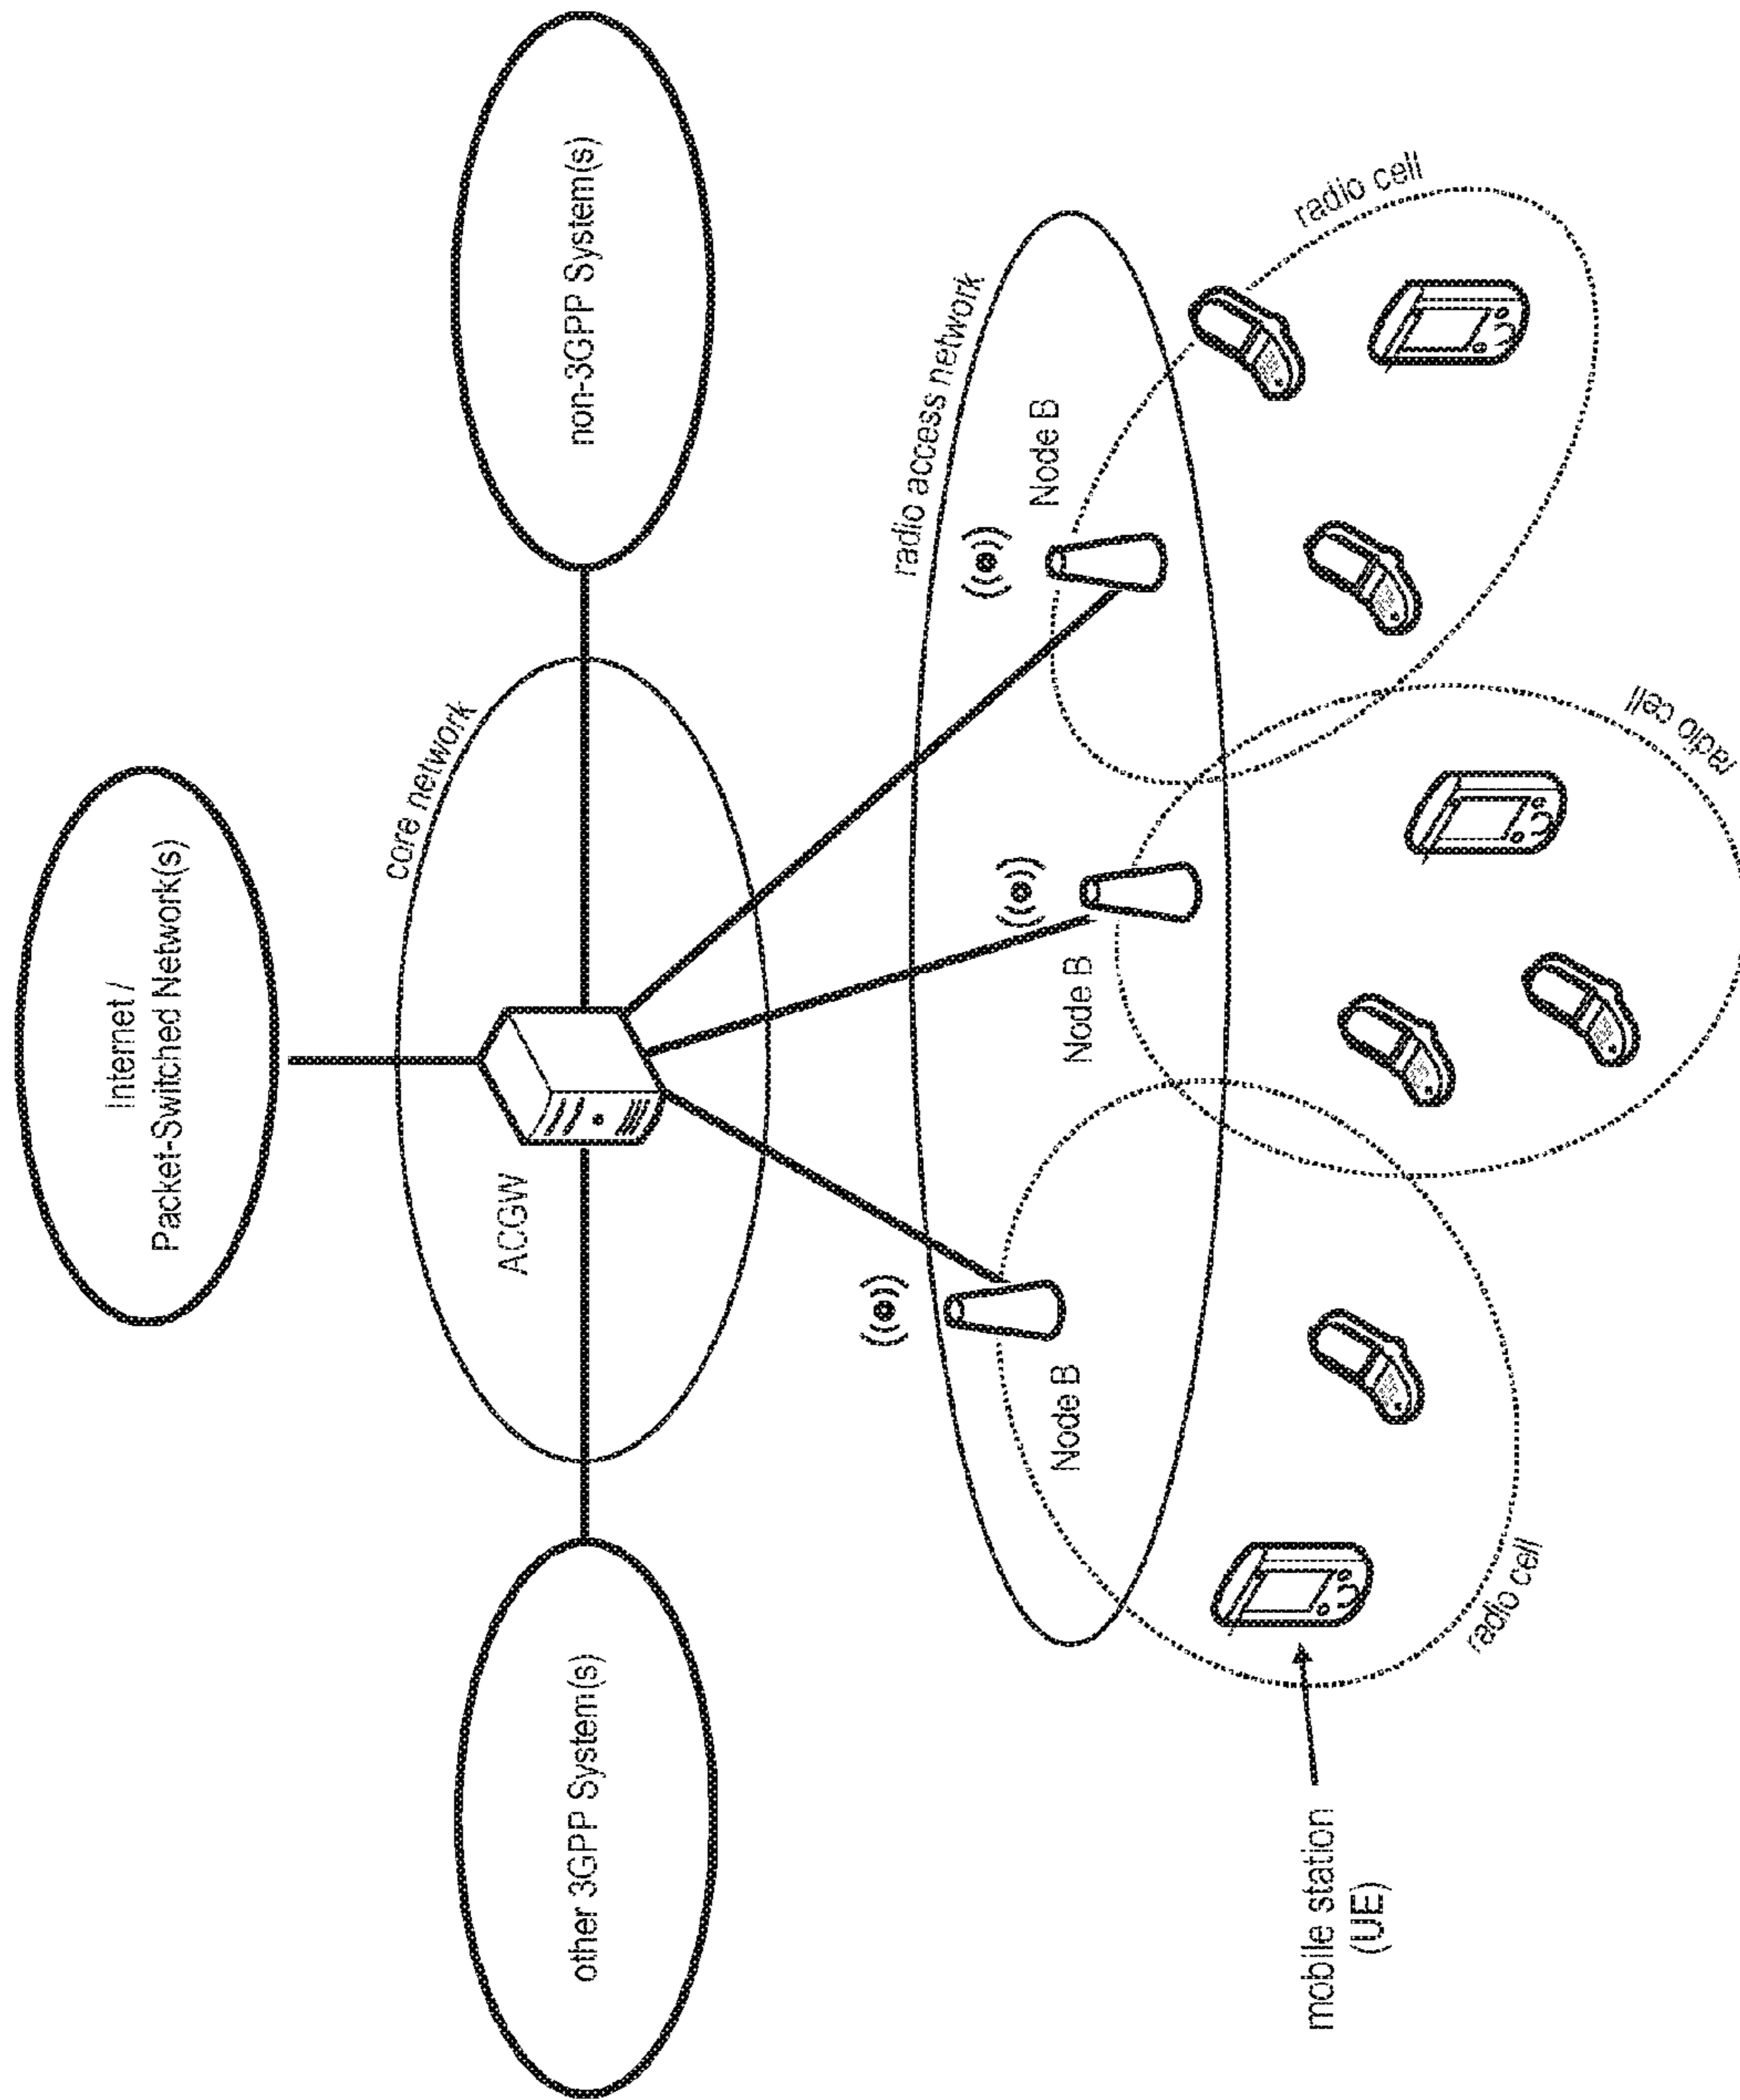 Internet /
Packet-Switched Network(s)
core network
ACGW
other 3GPP System(s)
non-3GPP System(s)
radio access network
Node B
Node B
Node B
radio cell
radio cell
radio cell
mobile station
(UE)